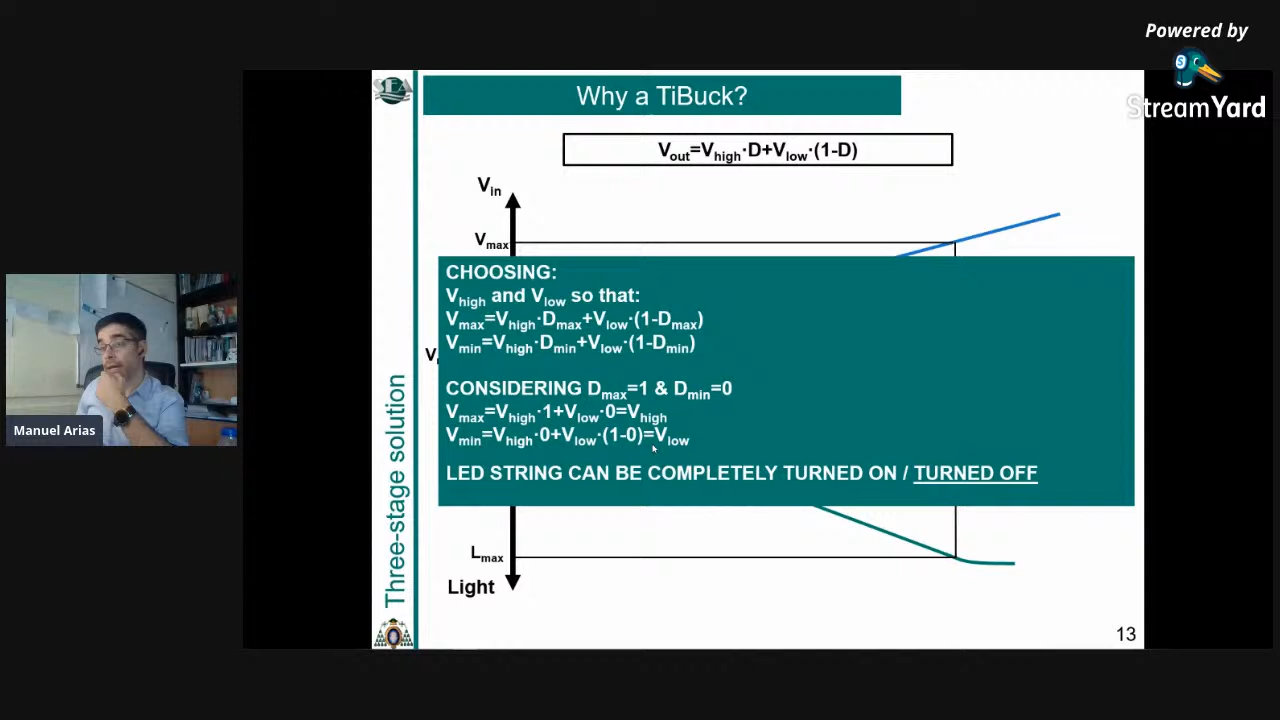 Powered by
StreamYard
SEA
Why a TiBuck?
Vout=Vhigh·D+Vlow·(1-D)
Vin
Vmax
CHOOSING:
Vhigh and Vlow so that:
Vmax=Vhigh·Dmax+Vlow·(1-Dmax)
Vmin=Vhigh·Dmin+Vlow·(1-Dmin)
CONSIDERING Dmax=1 & Dmin=0
Vmax=Vhigh·1+Vlow·0=Vhigh
Vmin=Vhigh·0+Vlow·(1-0)=Vlow
LED STRING CAN BE COMPLETELY TURNED ON / TURNED OFF
Lmax
Light
Three-stage solution
13
Manuel Arias